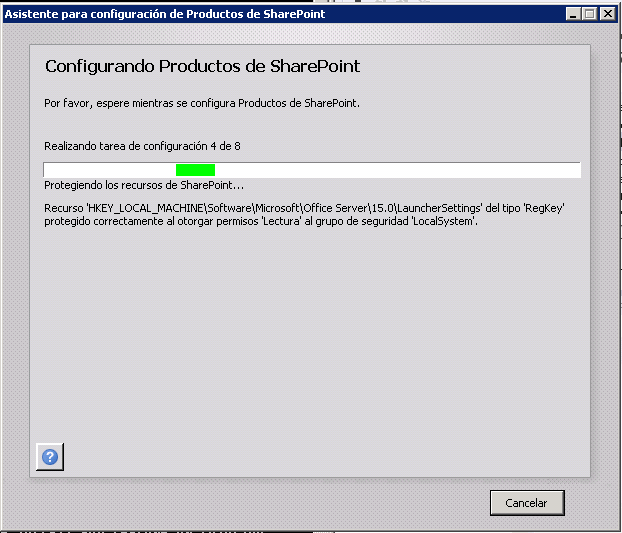 Asistente para configuración de Productos de SharePoint
Configurando Productos de SharePoint
Por favor, espere mientras se configura Productos de SharePoint.
Realizando tarea de configuración 4 de 8
Protegiendo los recursos de SharePoint...
Recurso 'HKEY_LOCAL_MACHINE\Software\Microsoft\Office Server\15.0\LauncherSettings' del tipo 'RegKey'
protegido correctamente al otorgar permisos 'Lectura' al grupo de seguridad 'LocalSystem'.
?
Cancelar